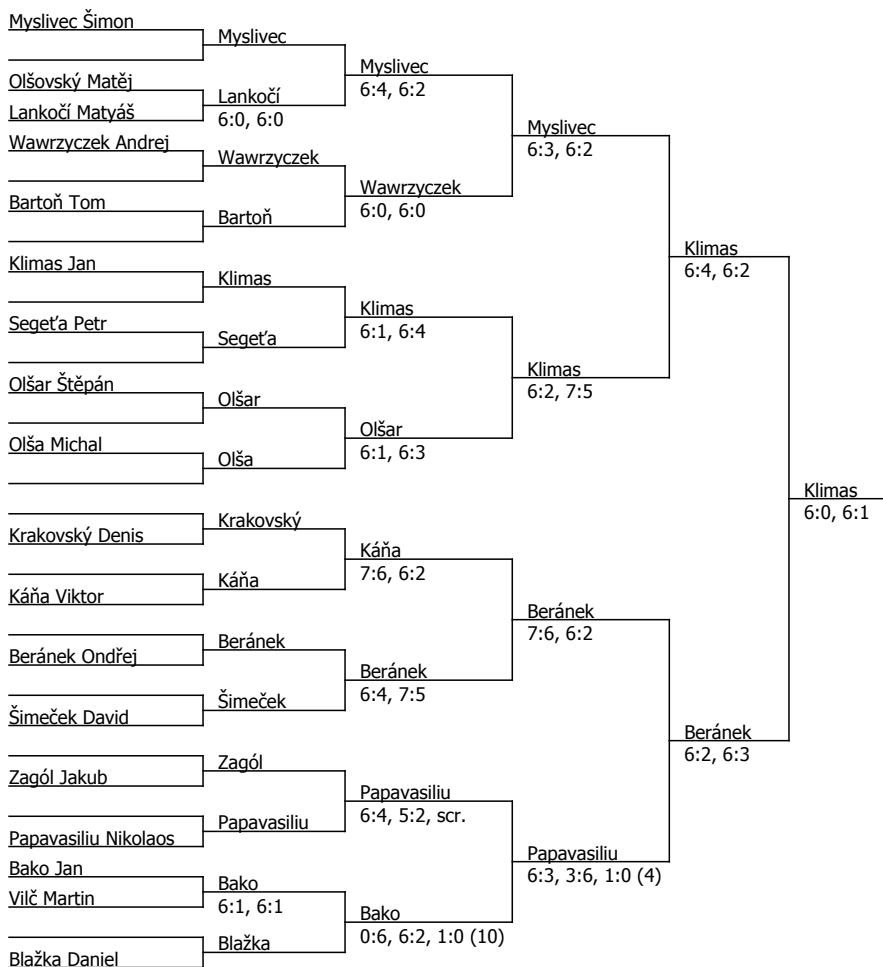 Myslivec Šimon
Myslivec
Myslivec
6:4, 6:2
Olšovský Matěj
Lankočí
Lankočí Matyáš
6:0, 6:0
Myslivec
6:3, 6:2
Wawrzyczek Andrej
Wawrzyczek
Wawrzyczek
6:0, 6:0
Bartoň Tom
Bartoň
Klimas
6:4, 6:2
Klimas Jan
Klimas
Klimas
6:1, 6:4
Segeťa Petr
Segeťa
Klimas
6:2, 7:5
Olšar Štěpán
Olšar
Olšar
6:1, 6:3
Olša Michal
Olša
Klimas
6:0, 6:1
Krakovský
Krakovský Denis
Káňa
7:6, 6:2
Káňa
Káňa Viktor
Beránek
7:6, 6:2
Beránek
Beránek Ondřej
Beránek
6:4, 7:5
Šimeček
Šimeček David
Beránek
6:2, 6:3
Zagól
Zagól Jakub
Papavasiliu
6:4, 5:2, scr.
Papavasiliu
Papavasiliu Nikolaos
Papavasiliu
6:3, 3:6, 1:0 (4)
Bako Jan
Bako
Vilč Martin
6:1, 6:1
Bako
0:6, 6:2, 1:0 (10)
Blažka
Blažka Daniel